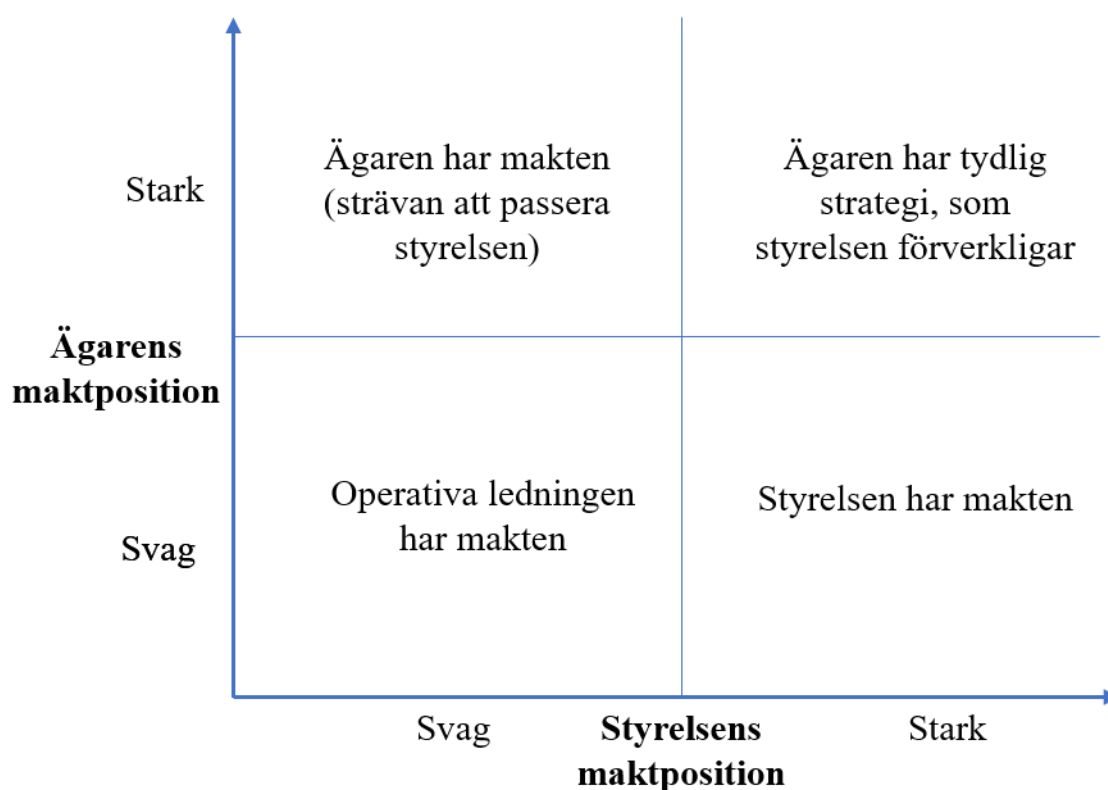 Ägaren har makten
(strävan att passera
styrelsen)
Ägaren har tydlig
strategi, som
styrelsen förverkligar
Stark
Ägarens
maktposition
Operativa ledningen
har makten
Styrelsen har makten
Svag
Svag
Styrelsens
maktposition
Stark